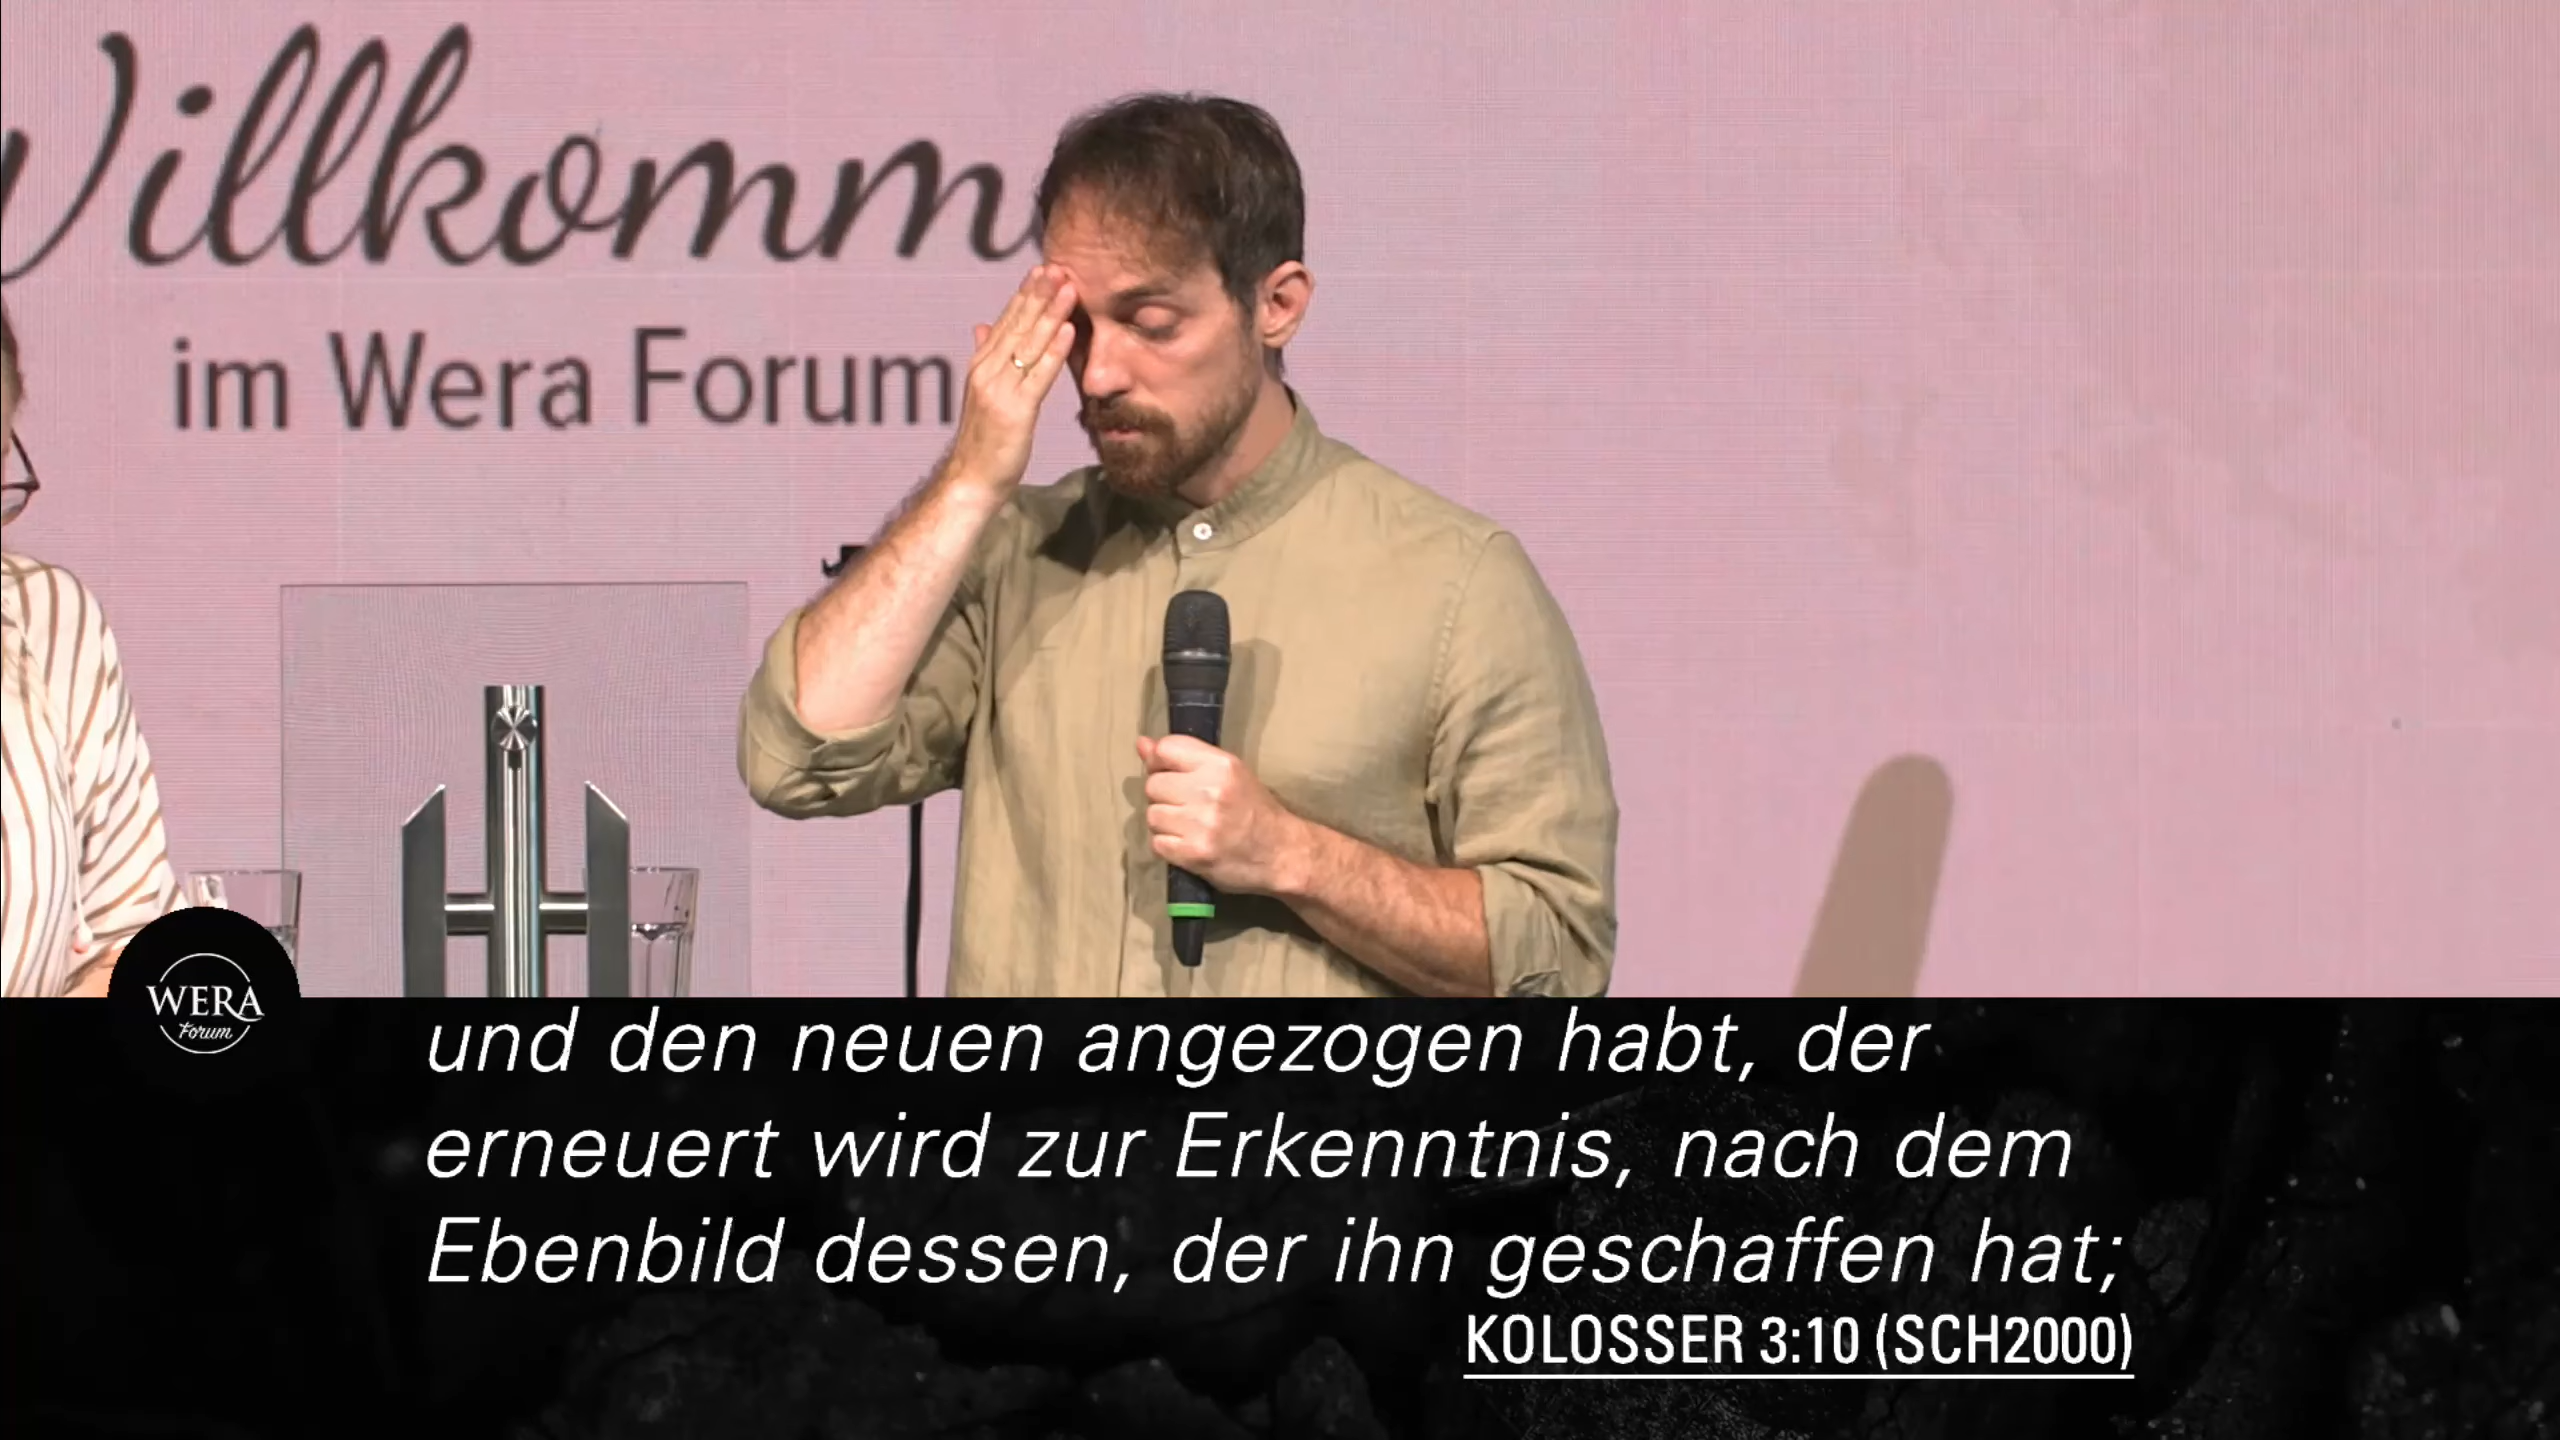 Willkomme
im Wera Forum
WERA
Forum
und den neuen angezogen habt, der
erneuert wird zur Erkenntnis, nach dem
Ebenbild dessen, der ihn geschaffen hat;
KOLOSSER 3:10 (SCH2000)